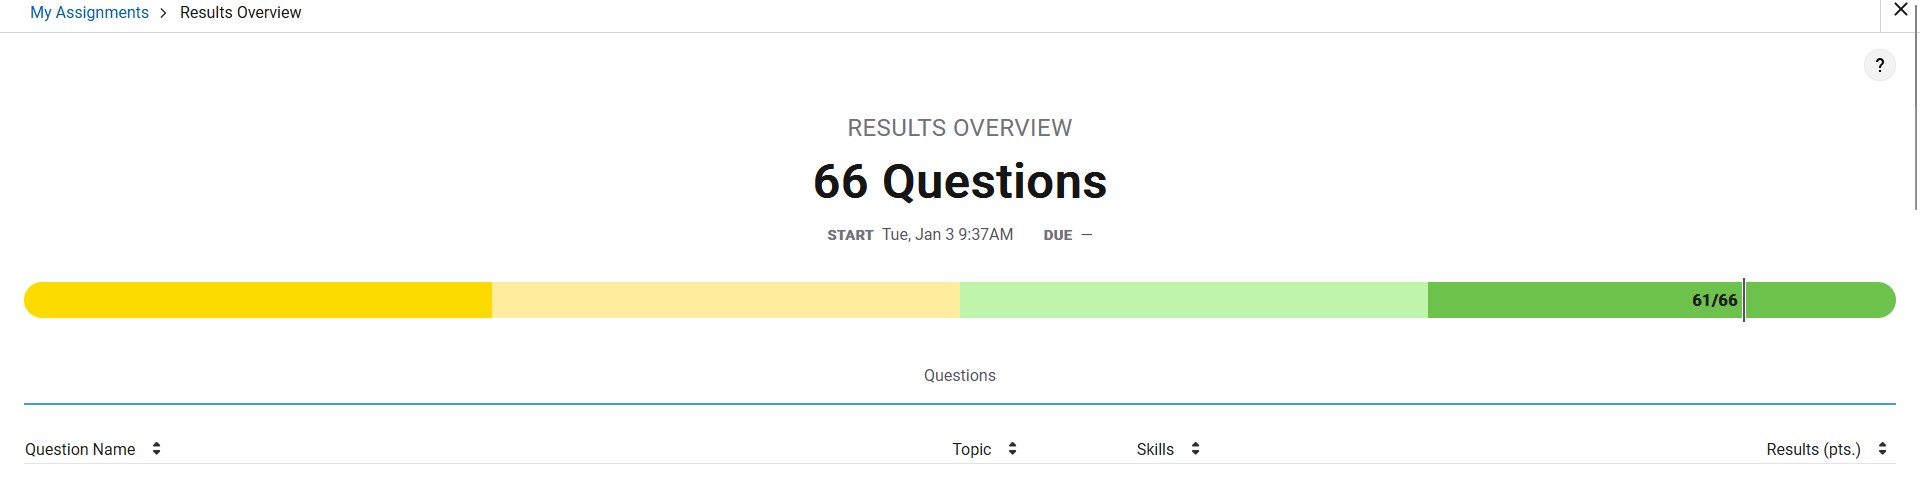 My Assignments > Results Overview
?
RESULTS OVERVIEW
66 Questions
START Tue, Jan 3 9:37AM DUE —
61/66
Questions
Question Name Topic Skills Results (pts.)